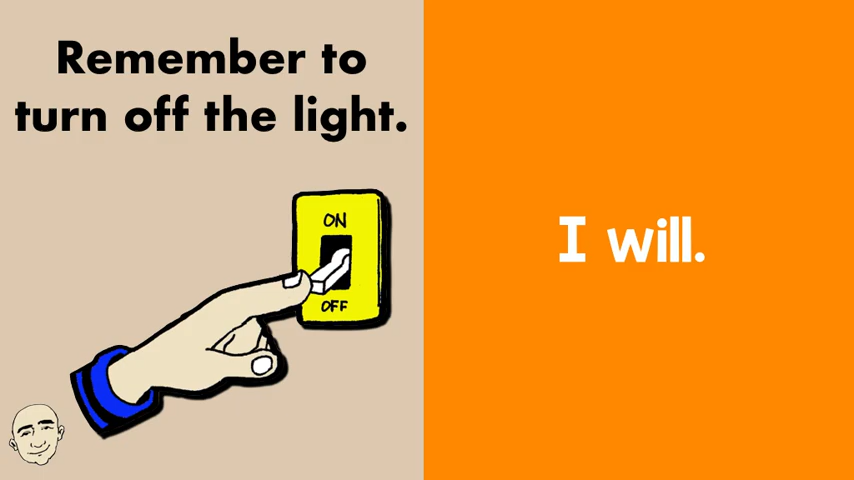 Remember to
turn off the light.
ON
OFF
I will.